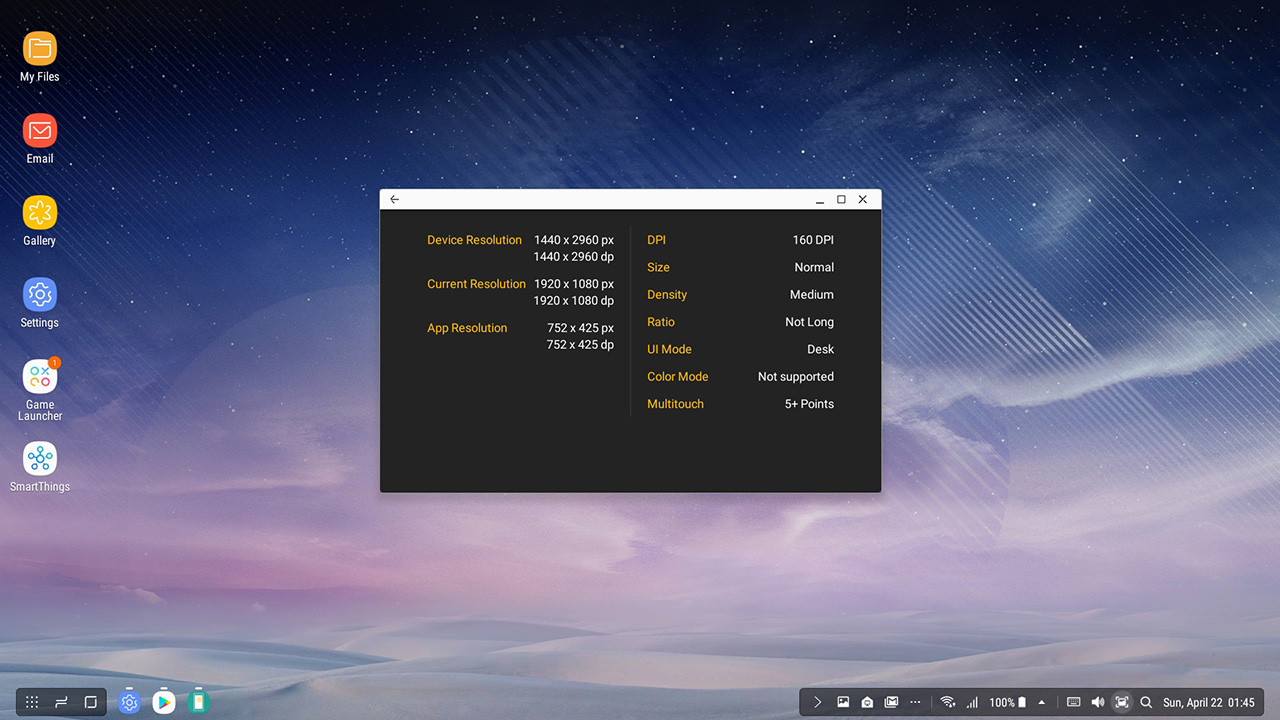 My Files
Email
Gallery
Settings
1
Game
Launcher
SmartThings
Device Resolution 1440 x 2960 px
1440 x 2960 dp
Current Resolution 1920 x 1080 px
1920 x 1080 dp
App Resolution 752 x 425 px
752 x 425 dp
DPI 160 DPI
Size Normal
Density Medium
Ratio Not Long
UI Mode Desk
Color Mode Not supported
Multitouch 5+ Points
100% Sun, April 22 01:45